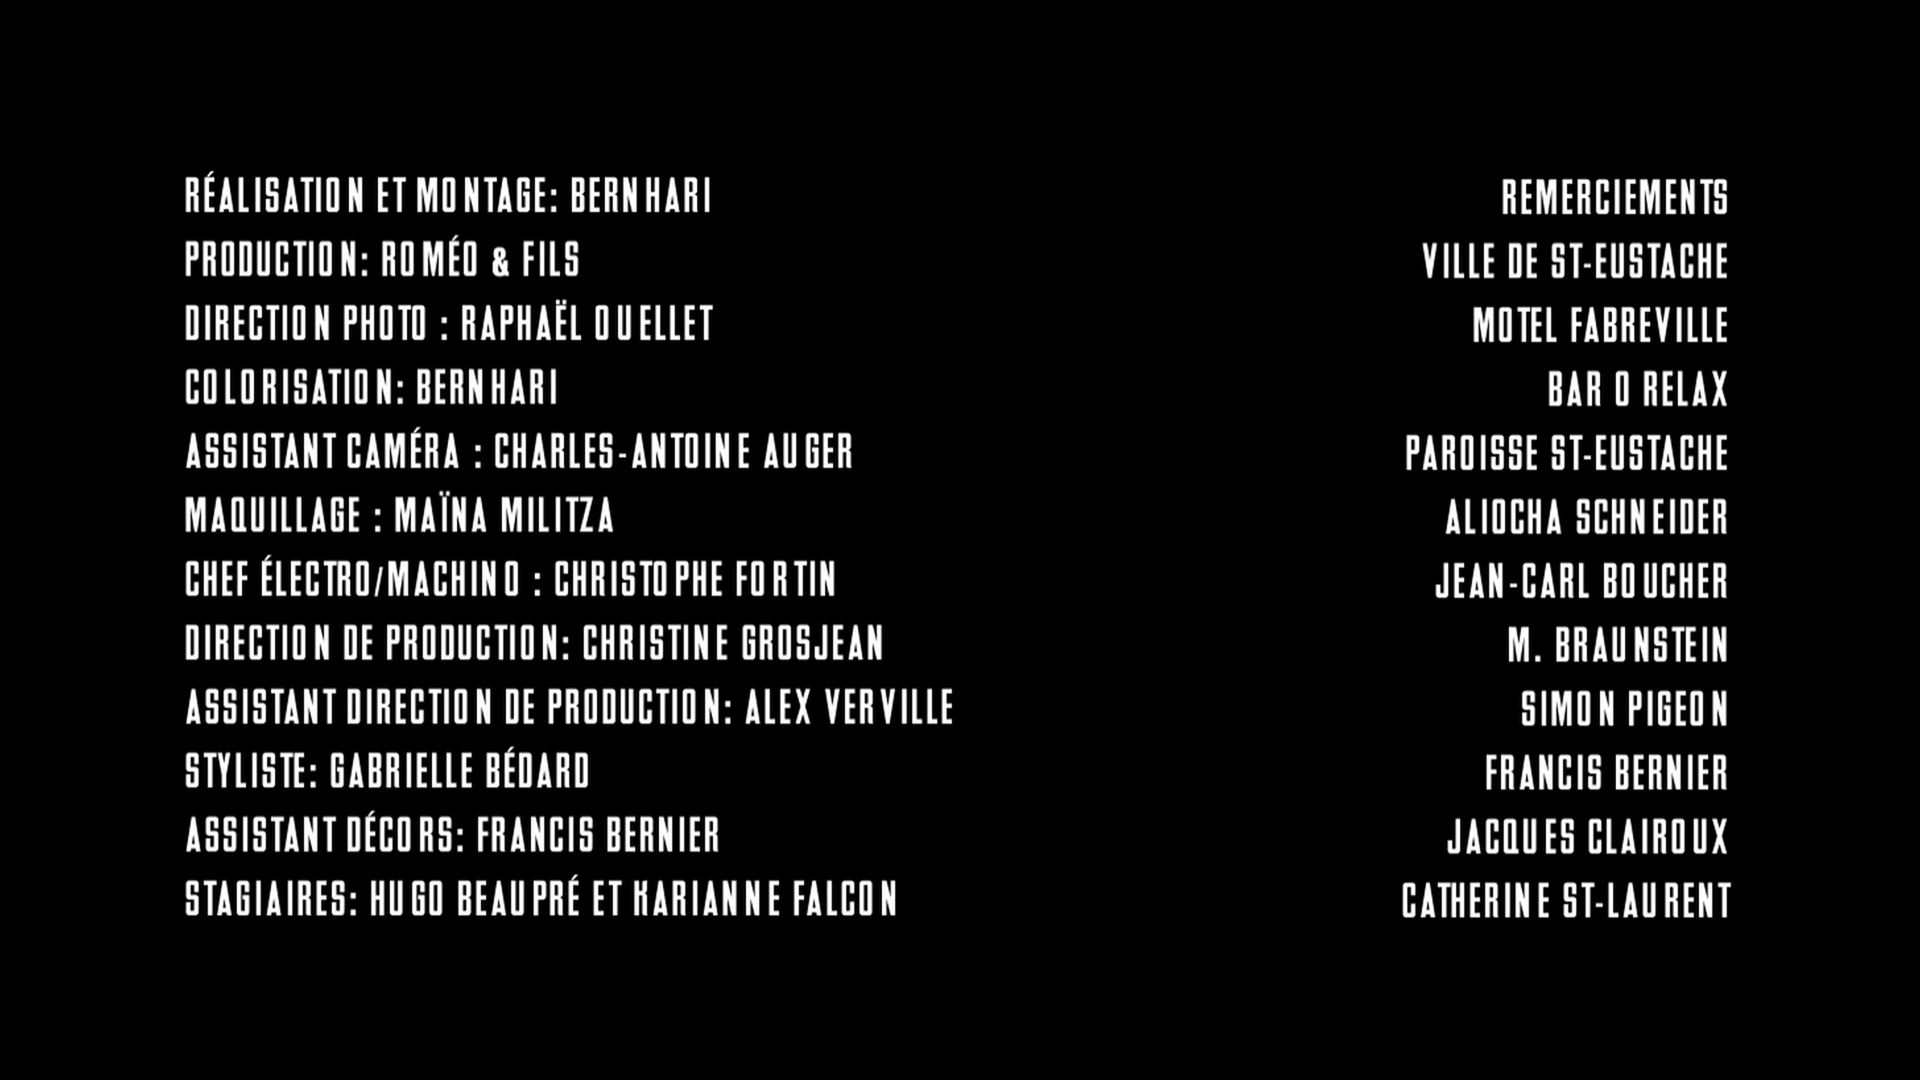 RÉALISATION ET MONTAGE: BERNHARI
PRODUCTION: ROMÉO & FILS
DIRECTION PHOTO : RAPHAËL OUELLET
COLORISATION: BERNHARI
ASSISTANT CAMÉRA : CHARLES-ANTOINE AUGER
MAQUILLAGE : MAÏNA MILITZA
CHEF ÉLECTRO/MACHINO : CHRISTOPHE FORTIN
DIRECTION DE PRODUCTION: CHRISTINE GROSJEAN
ASSISTANT DIRECTION DE PRODUCTION: ALEX VERVILLE
STYLISTE: GABRIELLE BÉDARD
ASSISTANT DÉCORS: FRANCIS BERNIER
STAGIAIRES: HUGO BEAUPRÉ ET KARIANNE FALCON
REMERCIEMENTS
VILLE DE ST-EUSTACHE
MOTEL FABREVILLE
BAR O RELAX
PAROISSE ST-EUSTACHE
ALIOCHA SCHNEIDER
JEAN-CARL BOUCHER
M. BRAUNSTEIN
SIMON PIGEON
FRANCIS BERNIER
JACQUES CLAIROUX
CATHERINE ST-LAURENT